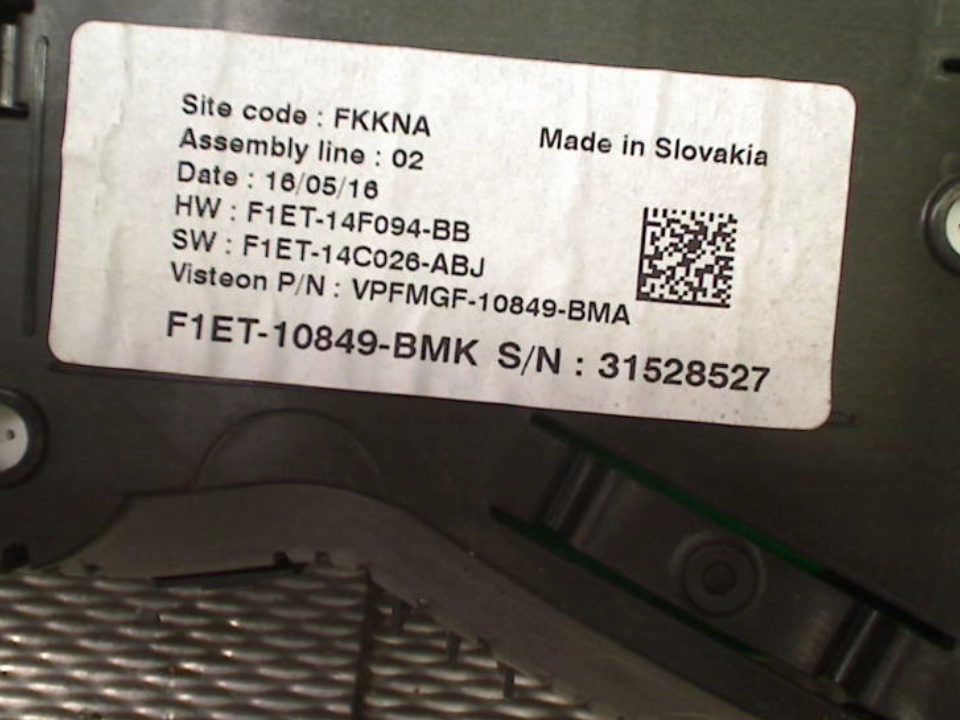 Site code : FKKNA
Made in Slovakia
Assembly line : 02
Date : 16/05/16
HW : F1ET-14F094-BB
SW : F1ET-14C026-ABJ
Visteon P/N : VPFMGF-10849-BMA
F1ET-10849-BMK S/N : 31528527